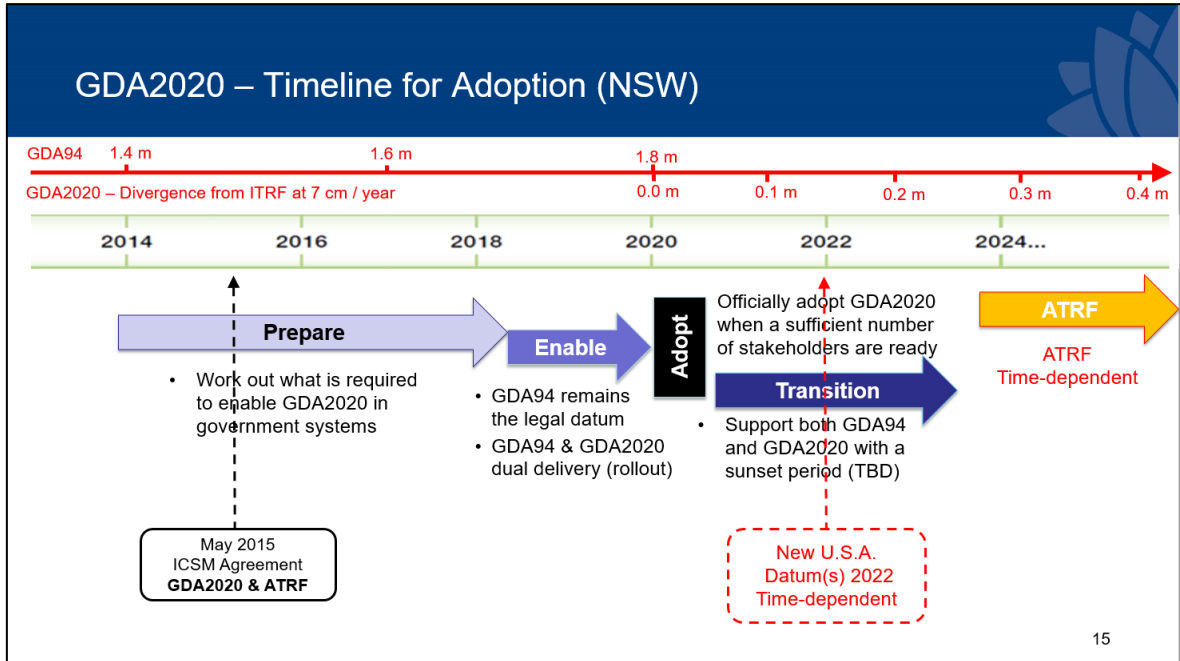 GDA2020 – Timeline for Adoption (NSW)
GDA94 1.4 m 1.6 m 1.8 m
GDA2020 – Divergence from ITRF at 7 cm / year 0.0 m 0.1 m 0.2 m 0.3 m 0.4 m
2014 2016 2018 2020 2022 2024...
Prepare
• Work out what is required
to enable GDA2020 in
government systems
Enable
• GDA94 remains
the legal datum
• GDA94 & GDA2020
dual delivery (rollout)
Adopt
Officially adopt GDA2020
when a sufficient number
of stakeholders are ready
Transition
• Support both GDA94
and GDA2020 with a
sunset period (TBD)
ATRF
ATRF
Time-dependent
May 2015
ICSM Agreement
GDA2020 & ATRF
New U.S.A.
Datum(s) 2022
Time-dependent
15